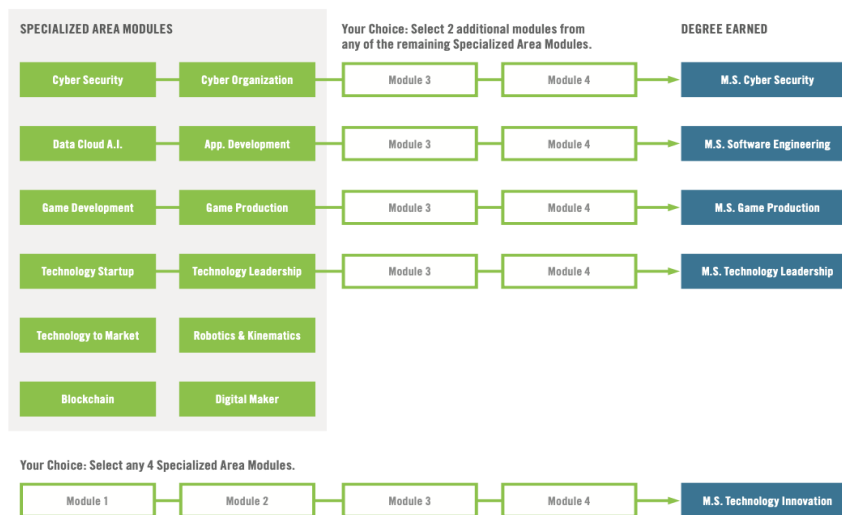 SPECIALIZED AREA MODULES
Your Choice: Select 2 additional modules from
any of the remaining Specialized Area Modules.
DEGREE EARNED
Cyber Security
Cyber Organization
Module 3
Module 4
M.S. Cyber Security
Data Cloud A.I.
App. Development
Module 3
Module 4
M.S. Software Engineering
Game Development
Game Production
Module 3
Module 4
M.S. Game Production
Technology Startup
Technology Leadership
Module 3
Module 4
M.S. Technology Leadership
Technology to Market
Robotics & Kinematics
Blockchain
Digital Maker
Your Choice: Select any 4 Specialized Area Modules.
Module 1
Module 2
Module 3
Module 4
M.S. Technology Innovation